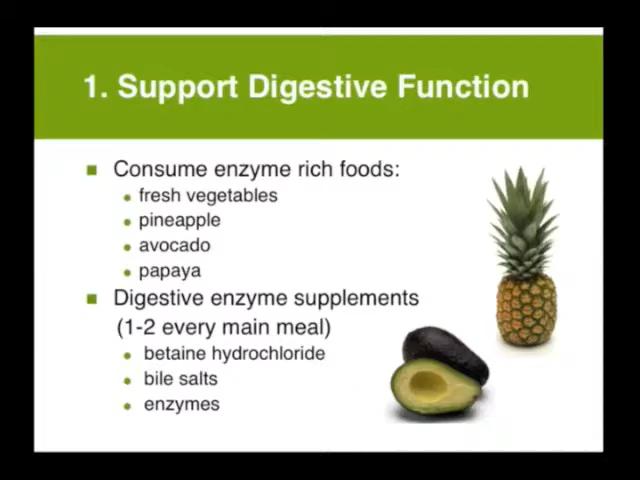 1. Support Digestive Function
Consume enzyme rich foods:
fresh vegetables
pineapple
avocado
papaya
Digestive enzyme supplements
(1-2 every main meal)
betaine hydrochloride
bile salts
enzymes